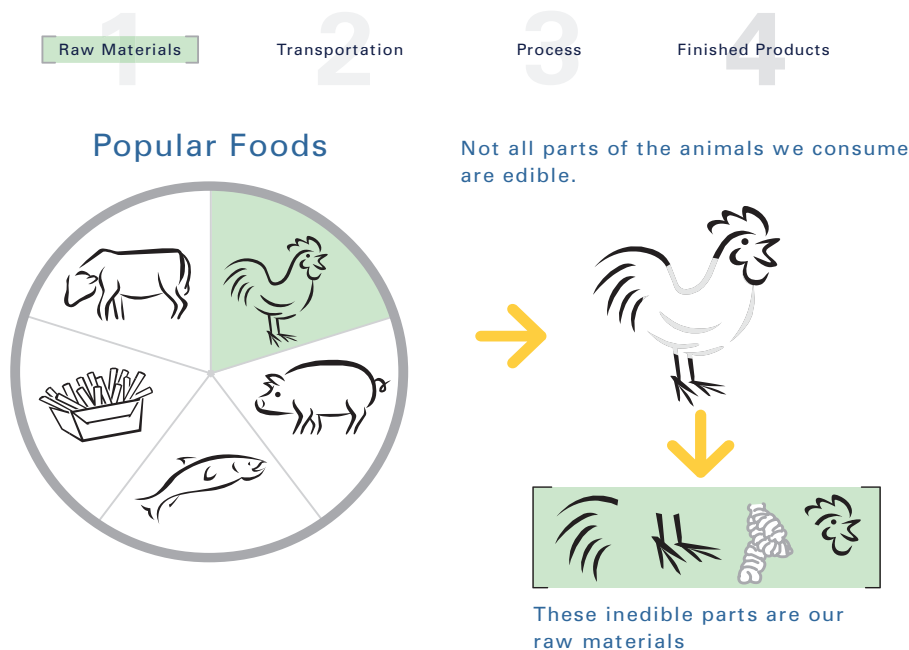 1 2 3 4
Raw Materials Transportation Process Finished Products
Popular Foods
Not all parts of the animals we consume
are edible.
These inedible parts are our
raw materials